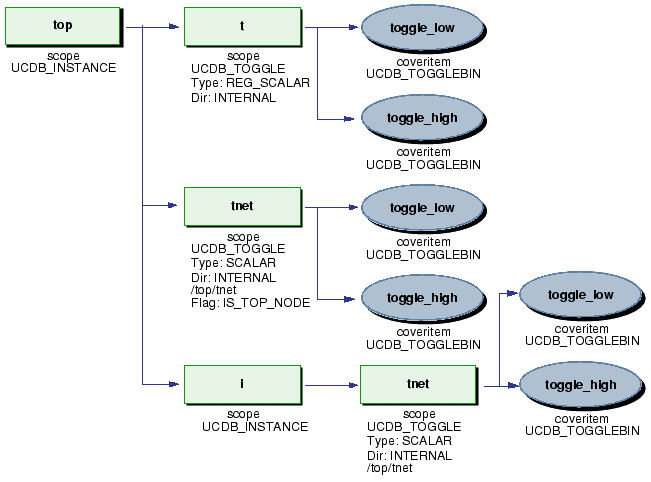 top
scope
UCDB_INSTANCE
t
scope
UCDB_TOGGLE
Type: REG_SCALAR
Dir: INTERNAL
toggle_low
coveritem
UCDB_TOGGLEBIN
toggle_high
coveritem
UCDB_TOGGLEBIN
tnet
scope
UCDB_TOGGLE
Type: SCALAR
Dir: INTERNAL
/top/tnet
Flag: IS_TOP_NODE
toggle_low
coveritem
UCDB_TOGGLEBIN
toggle_high
coveritem
UCDB_TOGGLEBIN
i
scope
UCDB_INSTANCE
tnet
scope
UCDB_TOGGLE
Type: SCALAR
Dir: INTERNAL
/top/tnet
toggle_low
coveritem
UCDB_TOGGLEBIN
toggle_high
coveritem
UCDB_TOGGLEBIN